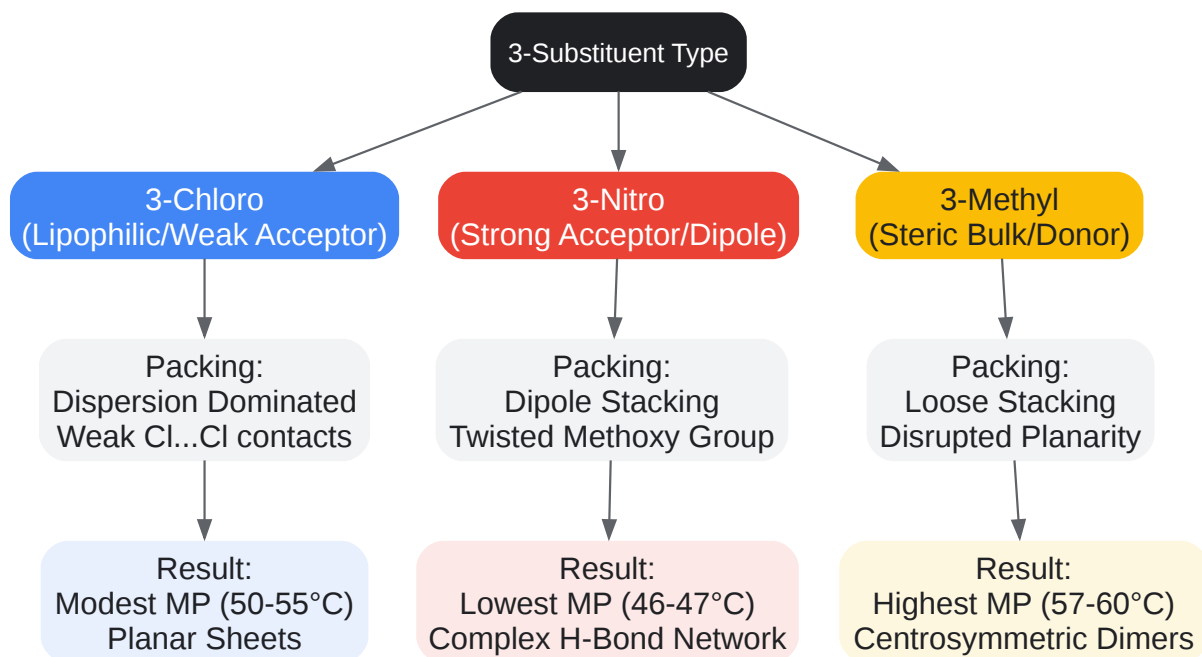 3-Substituent Type
3-Chloro
(Lipophilic/Weak Acceptor)
3-Nitro
(Strong Acceptor/Dipole)
3-Methyl
(Steric Bulk/Donor)
Packing:
Dispersion Dominated
Weak Cl...Cl contacts
Packing:
Dipole Stacking
Twisted Methoxy Group
Packing:
Loose Stacking
Disrupted Planarity
Result:
Modest MP (50-55°C)
Planar Sheets
Result:
Lowest MP (46-47°C)
Complex H-Bond Network
Result:
Highest MP (57-60°C)
Centrosymmetric Dimers